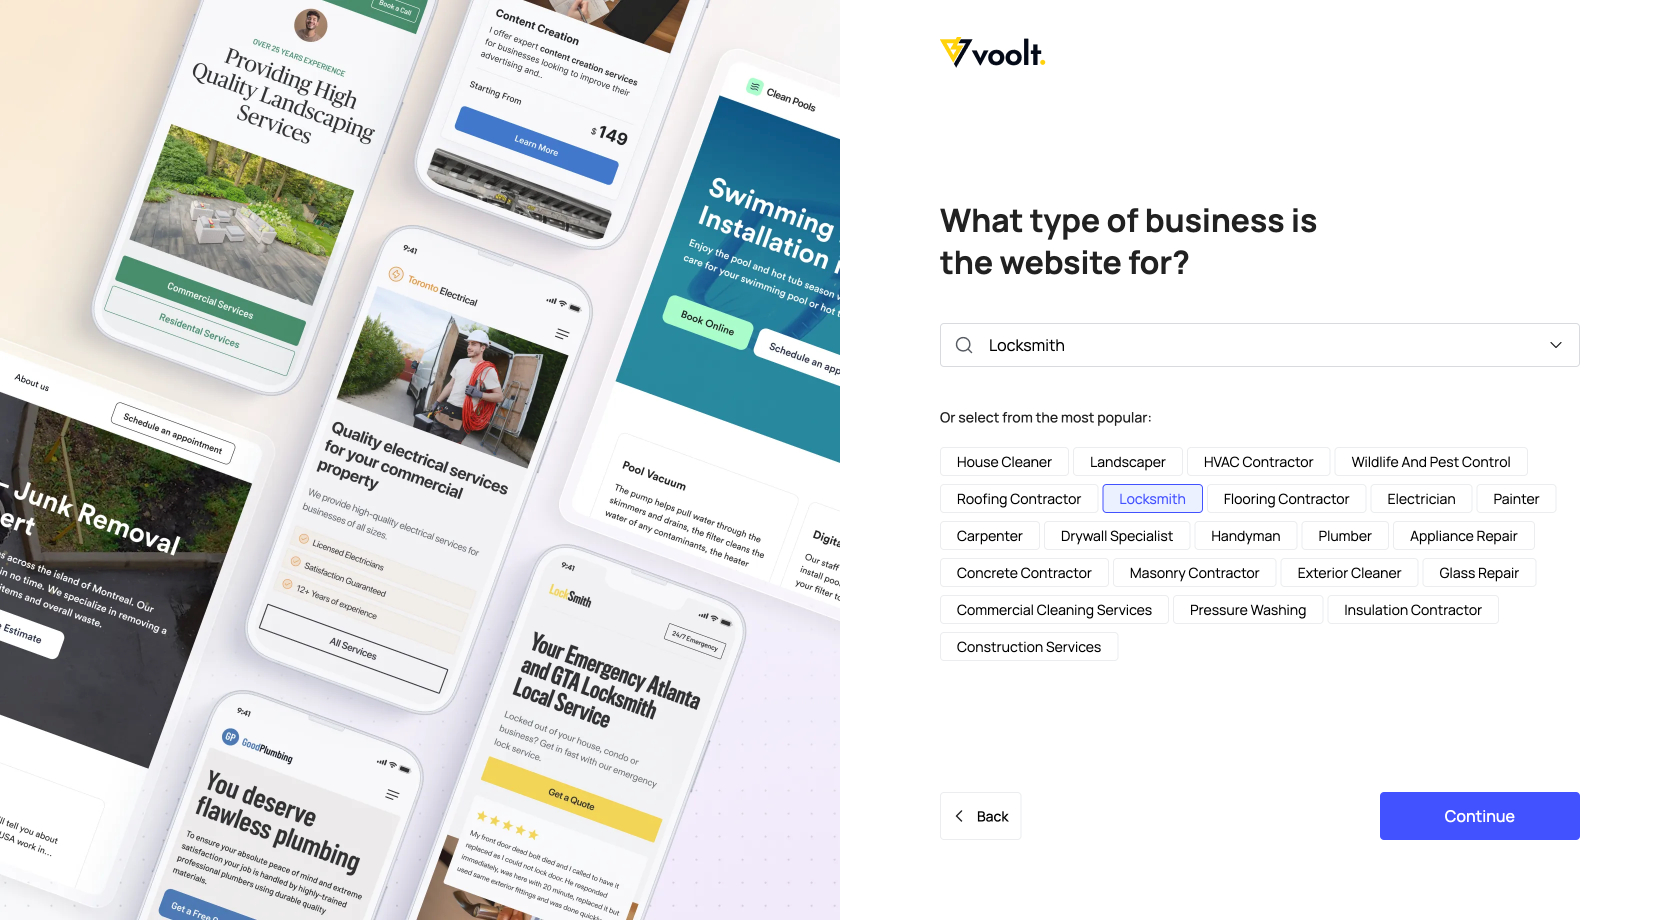 Book a Call
OVER 25 YEARS EXPERIENCE
Providing High
Quality Landscaping
Services
Commercial Services
Residental Services
Content Creation
I offer expert content creation services
for businesses looking to improve their
advertising and..
Starting From
$149
Learn More
Clean Pools
Swimming
Installation
Enjoy the pool and hot tub season
care for your swimming pool or hot
Book Online
Schedule an
Pool Vacuum
The pump helps pull water through the
skimmers and drains, the filter cleans the
water of any contaminants, the heater
Our staff
install
your filter
9:41
Toronto Electrical
Quality electrical services
for your commercial
property
We provide high-quality electrical services for
businesses of all sizes.
Licensed Electricians
Satisfaction Guaranteed
12+ Years of experience
All Services
About us
Schedule an appointment
– Junk Removal
across the island of Montreal. Our
in no time. We specialize in removing a
items and overall waste.
Estimate
tell you about
USA work in...
9:41
LockSmith
24/7 Emergency
Your Emergency Atlanta
and GTA Locksmith
Local Service
Locked out of your house, condo or
business? Get in fast with our emergency
lock service.
Get a Quote
My front door dead bolt died and I called to have it
replaced as I could not lock door. He responded
immediately, was here with 20 minute, replaced it but
used same exterior fittings and was done quickly
9:41
GP GoodPlumbing
You deserve
flawless plumbing
To ensure your absolute peace of mind and extreme
satisfaction your job is handled by highly-trained
professional plumbers using durable quality
materials.
Get a Free
voolt.
What type of business is
the website for?
Locksmith
Or select from the most popular:
House Cleaner Landscaper HVAC Contractor Wildlife And Pest Control
Roofing Contractor Locksmith Flooring Contractor Electrician Painter
Carpenter Drywall Specialist Handyman Plumber Appliance Repair
Concrete Contractor Masonry Contractor Exterior Cleaner Glass Repair
Commercial Cleaning Services Pressure Washing Insulation Contractor
Construction Services
Back Continue